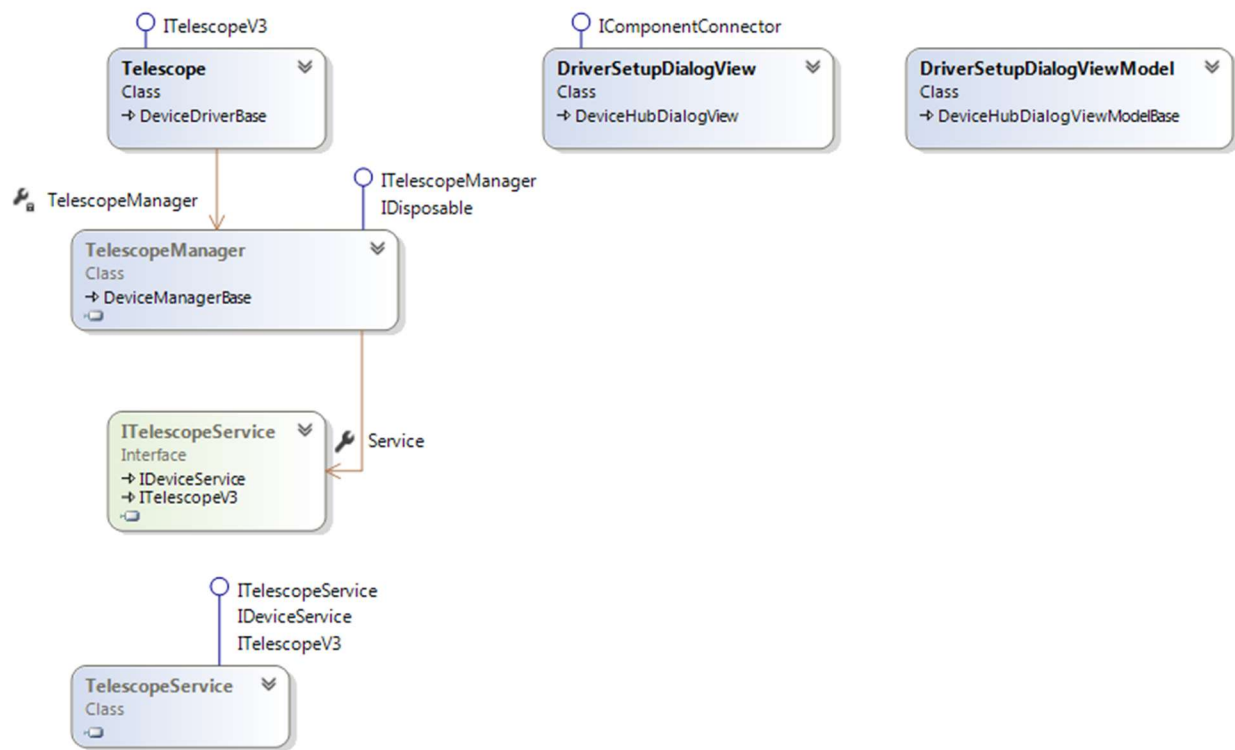 ITelescopeV3
Telescope
Class
DeviceDriverBase
IComponentConnector
DriverSetupDialogView
Class
DeviceHubDialogView
DriverSetupDialogViewModel
Class
DeviceHubDialogViewModelBase
TelescopeManager
ITelescopeManager
IDisposable
TelescopeManager
Class
DeviceManagerBase
ITelescopeService
Interface
IDeviceService
ITelescopeV3
Service
ITelescopeService
IDeviceService
ITelescopeV3
TelescopeService
Class